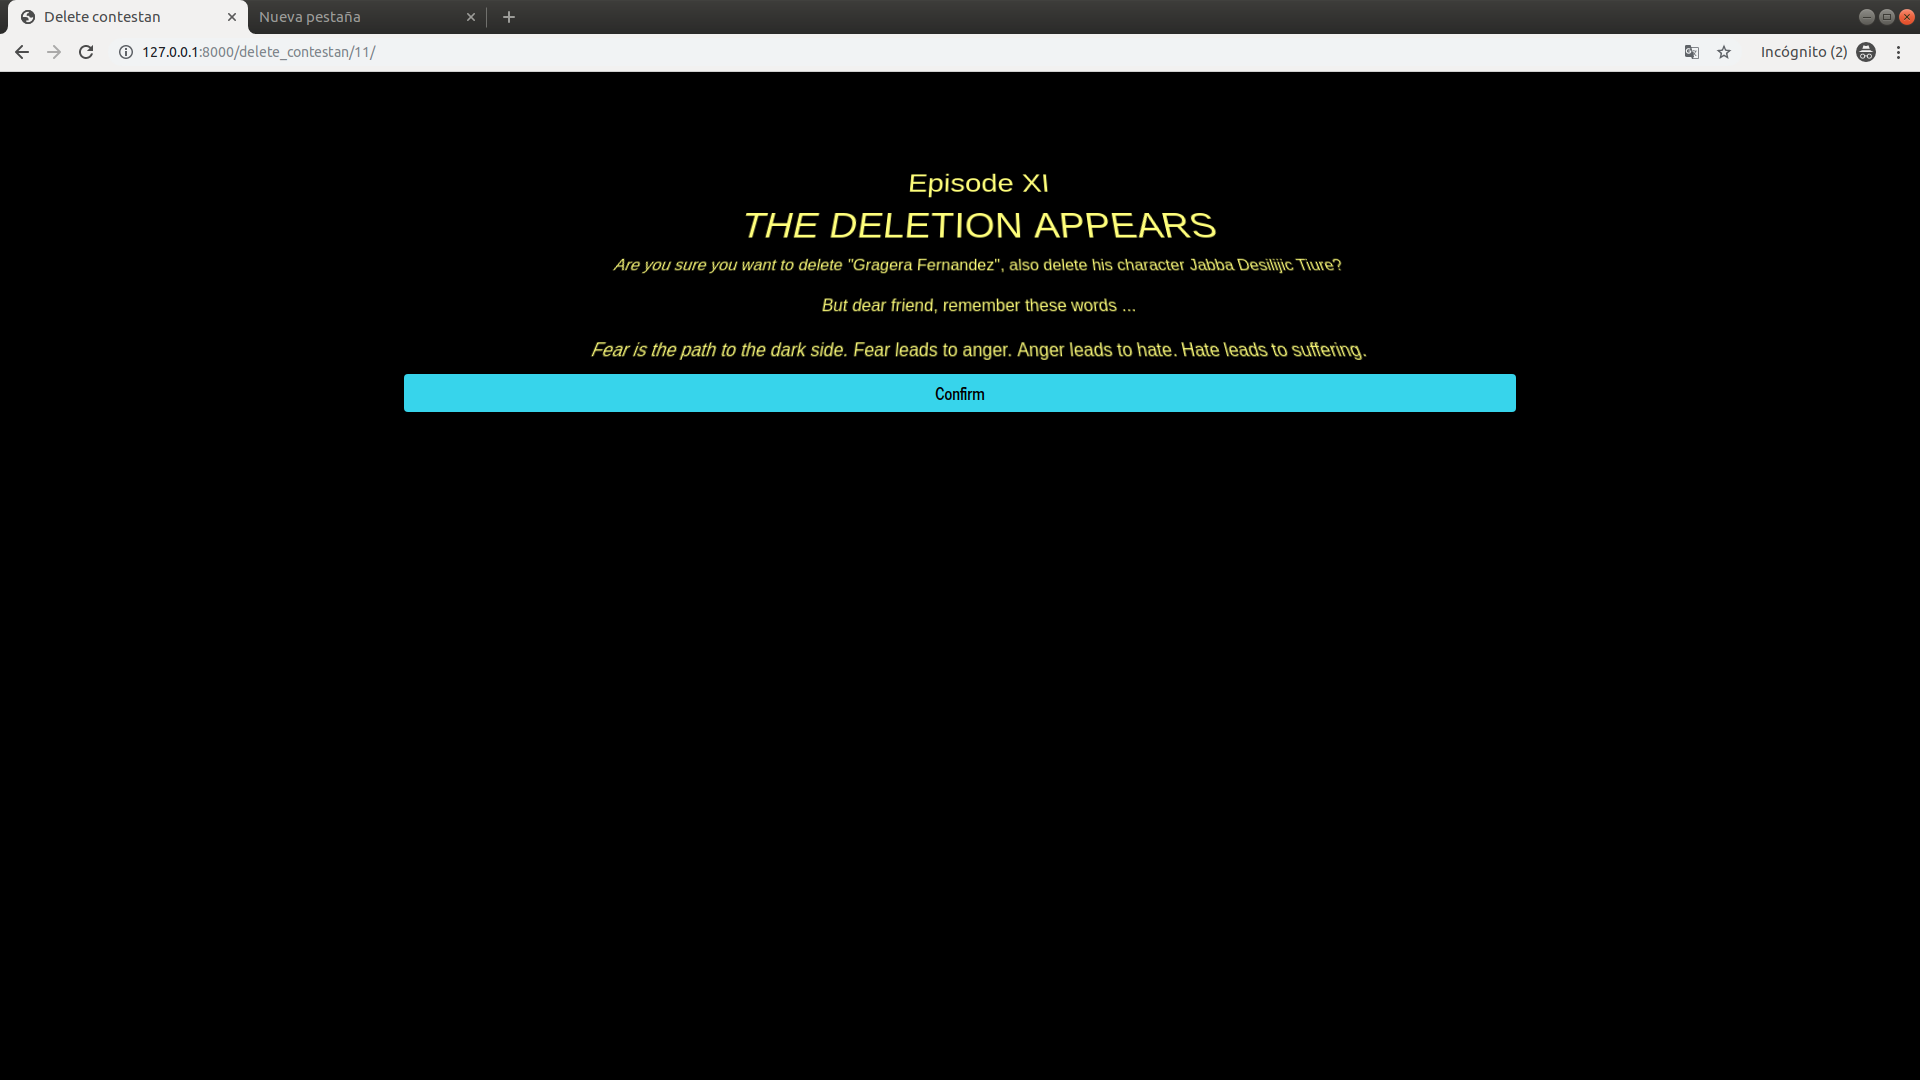 Delete contestan
Nueva pestaña
127.0.0.1:8000/delete_contestan/11/
Incógnito (2)
Episode XI
THE DELETION APPEARS
Are you sure you want to delete "Gragera Fernandez", also delete his character Jabba Desilijic Tiure?
But dear friend, remember these words ...
Fear is the path to the dark side. Fear leads to anger. Anger leads to hate. Hate leads to suffering.
Confirm